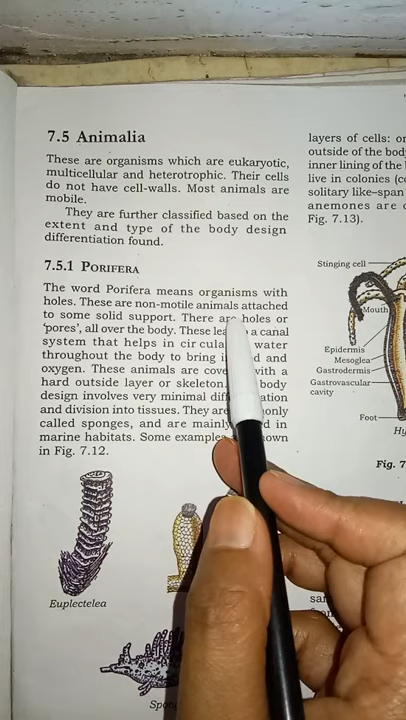 7.5 Animalia
These are organisms which are eukaryotic,
multicellular and heterotrophic. Their cells
do not have cell-walls. Most animals are
mobile.
They are further classified based on the
extent and type of the body design
differentiation found.
7.5.1 PORIFERA
The word Porifera means organisms with
holes. These are non-motile animals attached
to some solid support. There are holes or
‘pores’, all over the body. These a canal
system that helps in water
throughout the body to bring and
oxygen. These animals are with a
hard outside layer or skeleton. body
design involves very minimal
and division into tissues. They are
called sponges, and are mainly in
marine habitats. Some examples
in Fig. 7.12.
Euplectelea
layers of cells:
outside of the
inner lining of the
live in colonies
solitary
anemones are
Fig. 7.13).
Stinging cell
Mouth
Epidermis
Mesoglea
Gastrodermis
Gastrovascular
cavity
Foot